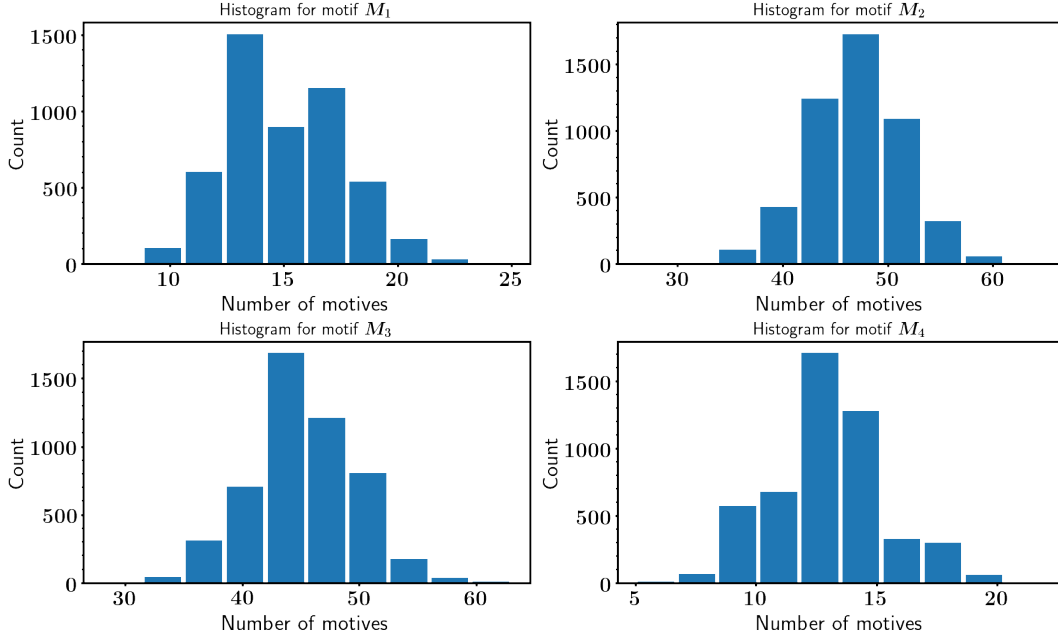 Histogram for motif M₁
1500
1000
500
0
Count
10 15 20 25
Number of motives
Histogram for motif M₂
1500
1000
500
0
Count
30 40 50 60
Number of motives
Histogram for motif M₃
1500
1000
500
0
Count
30 40 50 60
Number of motives
Histogram for motif M₄
1500
1000
500
0
Count
5 10 15 20
Number of motives